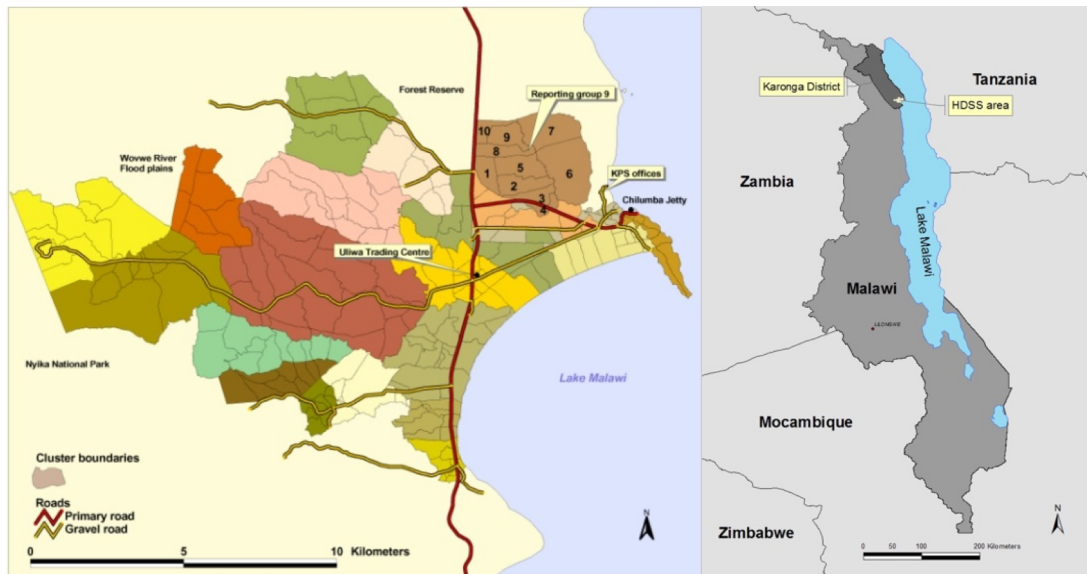 Forest Reserve
Reporting group 9
10
9
7
8
1
5
2
6
3
4
KPS offices
Chilumba Jetty
Wovwe River
Flood plains
Uliwa Trading Centre
Nyika National Park
Lake Malawi
Cluster boundaries
Roads
Primary road
Gravel road
0 5 10 Kilometers
N
Karonga District
Tanzania
HDSS area
Zambia
Lake Malawi
Malawi
LILONGWE
Mocambique
Zimbabwe
N
0 50 100 200 Kilometers